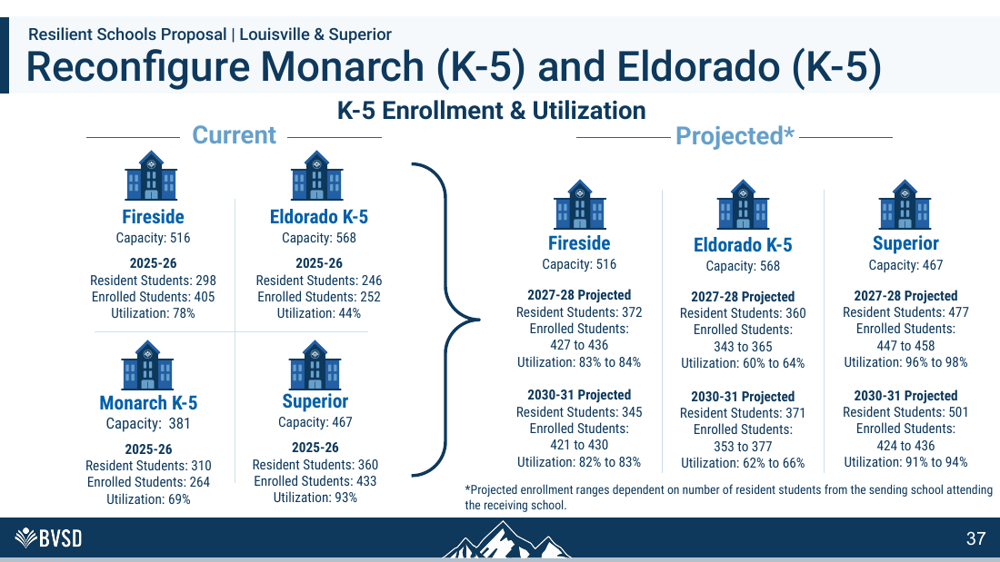 Resilient Schools Proposal | Louisville & Superior
Reconfigure Monarch (K-5) and Eldorado (K-5)
K-5 Enrollment & Utilization
Current
Fireside
Capacity: 516
2025-26
Resident Students: 298
Enrolled Students: 405
Utilization: 78%
Eldorado K-5
Capacity: 568
2025-26
Resident Students: 246
Enrolled Students: 252
Utilization: 44%
Monarch K-5
Capacity: 381
2025-26
Resident Students: 310
Enrolled Students: 264
Utilization: 69%
Superior
Capacity: 467
2025-26
Resident Students: 360
Enrolled Students: 433
Utilization: 93%
Projected*
Fireside
Capacity: 516
2027-28 Projected
Resident Students: 372
Enrolled Students:
427 to 436
Utilization: 83% to 84%
2030-31 Projected
Resident Students: 345
Enrolled Students:
421 to 430
Utilization: 82% to 83%
Eldorado K-5
Capacity: 568
2027-28 Projected
Resident Students: 360
Enrolled Students:
343 to 365
Utilization: 60% to 64%
2030-31 Projected
Resident Students: 371
Enrolled Students:
353 to 377
Utilization: 62% to 66%
Superior
Capacity: 467
2027-28 Projected
Resident Students: 477
Enrolled Students:
447 to 458
Utilization: 96% to 98%
2030-31 Projected
Resident Students: 501
Enrolled Students:
424 to 436
Utilization: 91% to 94%
*Projected enrollment ranges dependent on number of resident students from the sending school attending
the receiving school.
BVSD
37